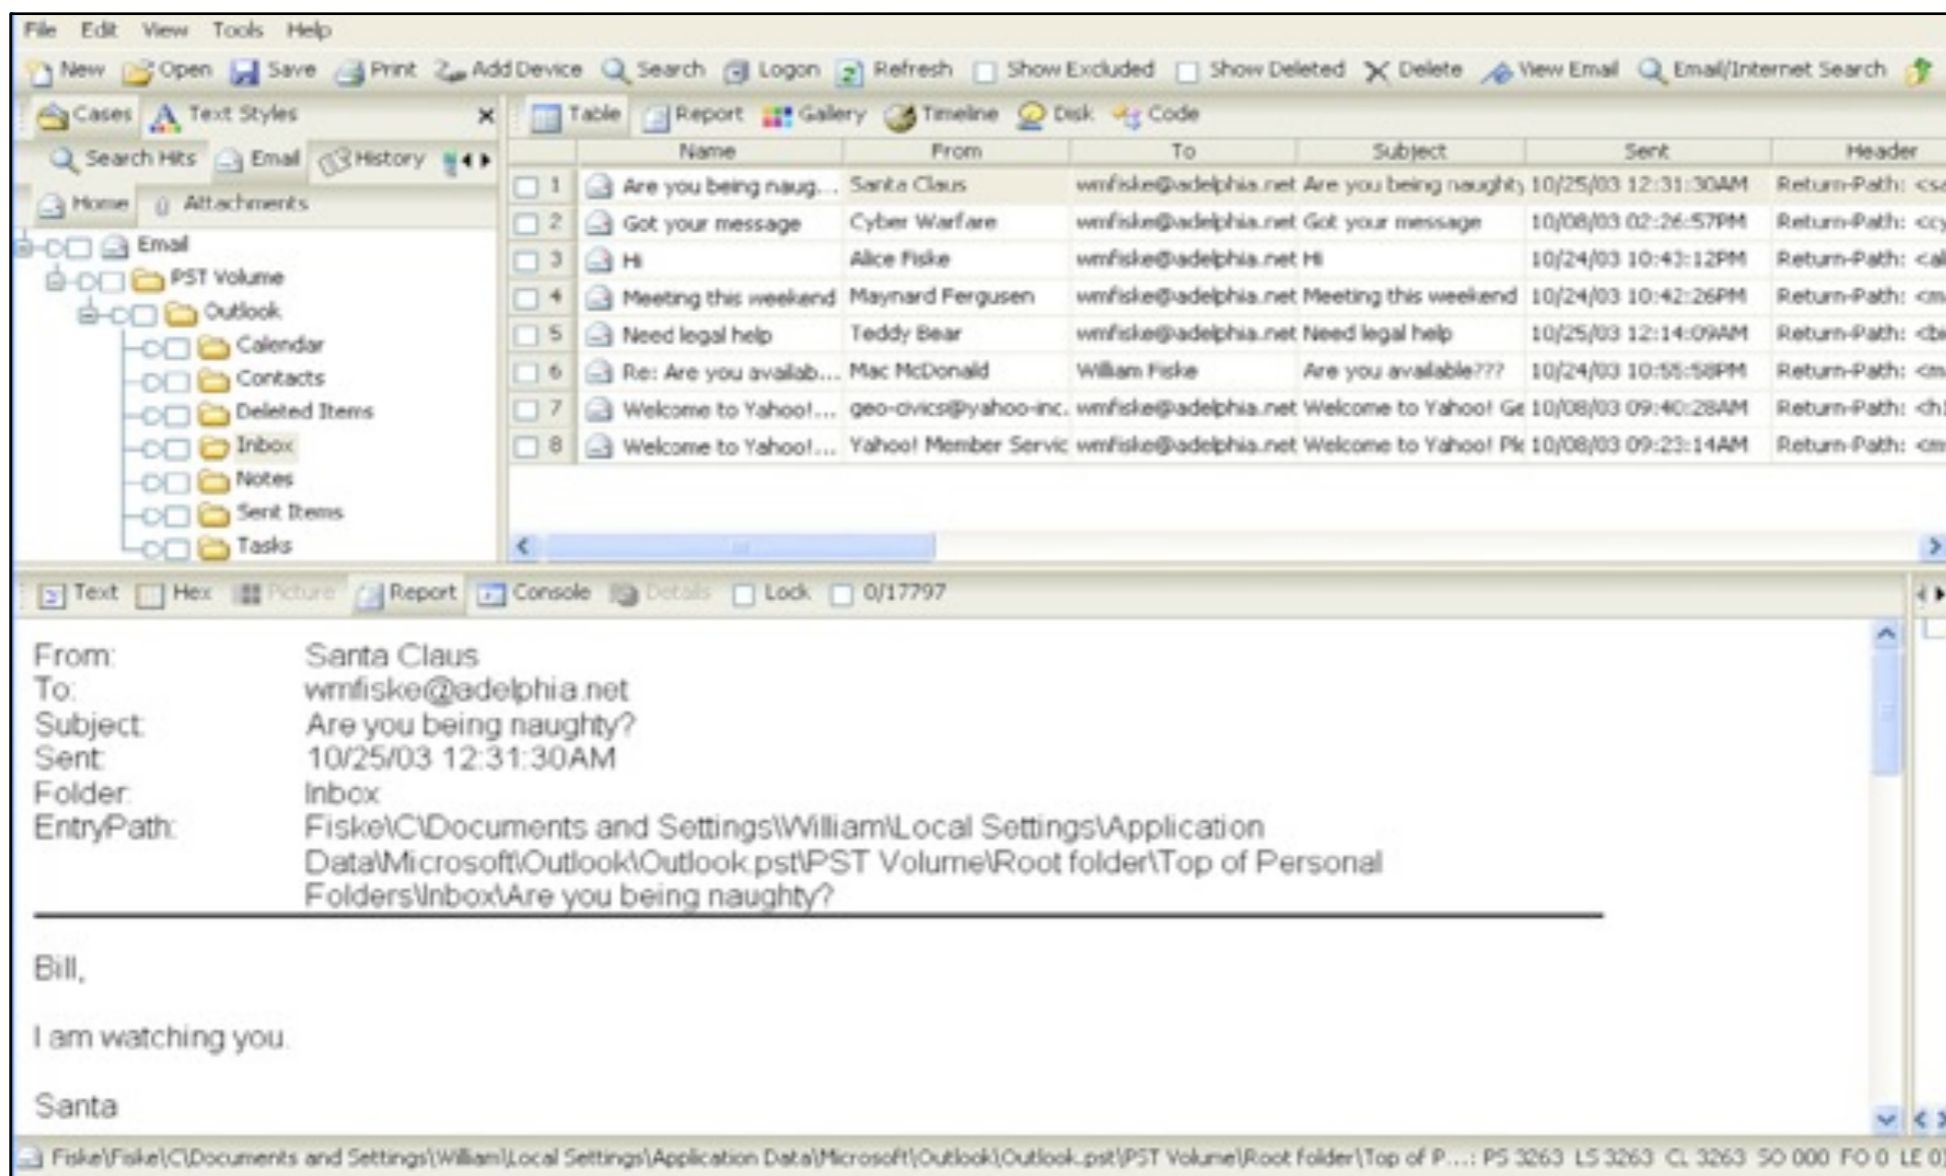 File Edit View Tools Help
New Open Save Print Add Device Search Logon Refresh Show Excluded Show Deleted Delete View Email Email/Internet Search
Cases Text Styles
Search Hits Email History
Home Attachments
Email
PST Volume
Outlook
Calendar
Contacts
Deleted Items
Inbox
Notes
Sent Items
Tasks
Table Report Gallery Timeline Disk Code
Name From To Subject Sent Header
1 Are you being naug... Santa Claus wmfiske@adelphia.net Are you being naughty 10/25/03 12:31:30AM Return-Path: <sa
2 Got your message Cyber Warfare wmfiske@adelphia.net Got your message 10/08/03 02:26:57PM Return-Path: <cy
3 Hi Alice Fiske wmfiske@adelphia.net Hi 10/24/03 10:43:12PM Return-Path: <al
4 Meeting this weekend Maynard Ferguson wmfiske@adelphia.net Meeting this weekend 10/24/03 10:42:26PM Return-Path: <m
5 Need legal help Teddy Bear wmfiske@adelphia.net Need legal help 10/25/03 12:14:09AM Return-Path: <b
6 Re: Are you availab... Mac McDonald William Fiske Are you available??? 10/24/03 10:55:58PM Return-Path: <m
7 Welcome to Yahoo!... geo-civics@yahoo-inc. wmfiske@adelphia.net Welcome to Yahoo! Ge 10/08/03 09:40:28AM Return-Path: <h
8 Welcome to Yahoo!... Yahoo! Member Servic wmfiske@adelphia.net Welcome to Yahoo! Pl 10/08/03 09:23:14AM Return-Path: <m
Text Hex Picture Report Console Details Lock 0/17797
From: Santa Claus
To: wmfiske@adelphia.net
Subject: Are you being naughty?
Sent: 10/25/03 12:31:30AM
Folder: Inbox
EntryPath: Fiske\C\Documents and Settings\William\Local Settings\Application
Data\Microsoft\Outlook\Outlook.pst\PST Volume\Root folder\Top of Personal
Folders\Inbox\Are you being naughty?
Bill,
I am watching you.
Santa
Fiske\Fiske\C\Documents and Settings\William\Local Settings\Application Data\Microsoft\Outlook\Outlook.pst\PST Volume\Root folder\Top of P...: PS 3263 LS 3263 CL 3263 SO 000 FO 0 LE 0